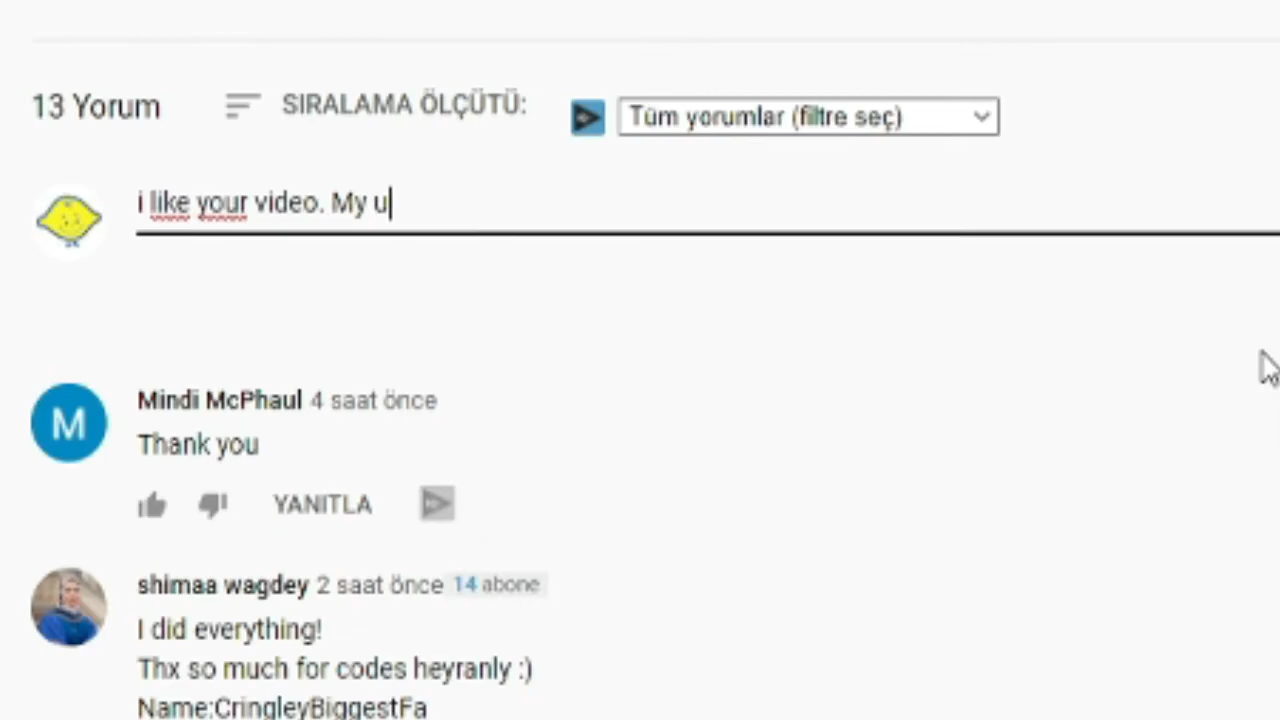 13 Yorum SIRALAMA ÖLÇÜTÜ: Tüm yorumlar (filtre seç)
i like your video. My u
M
Mindi McPhaul 4 saat önce
Thank you
YANITLA
shimaa wagdey 2 saat önce 14 abone
I did everything!
Thx so much for codes heyranly :)
Name:CringleyBiggestFa